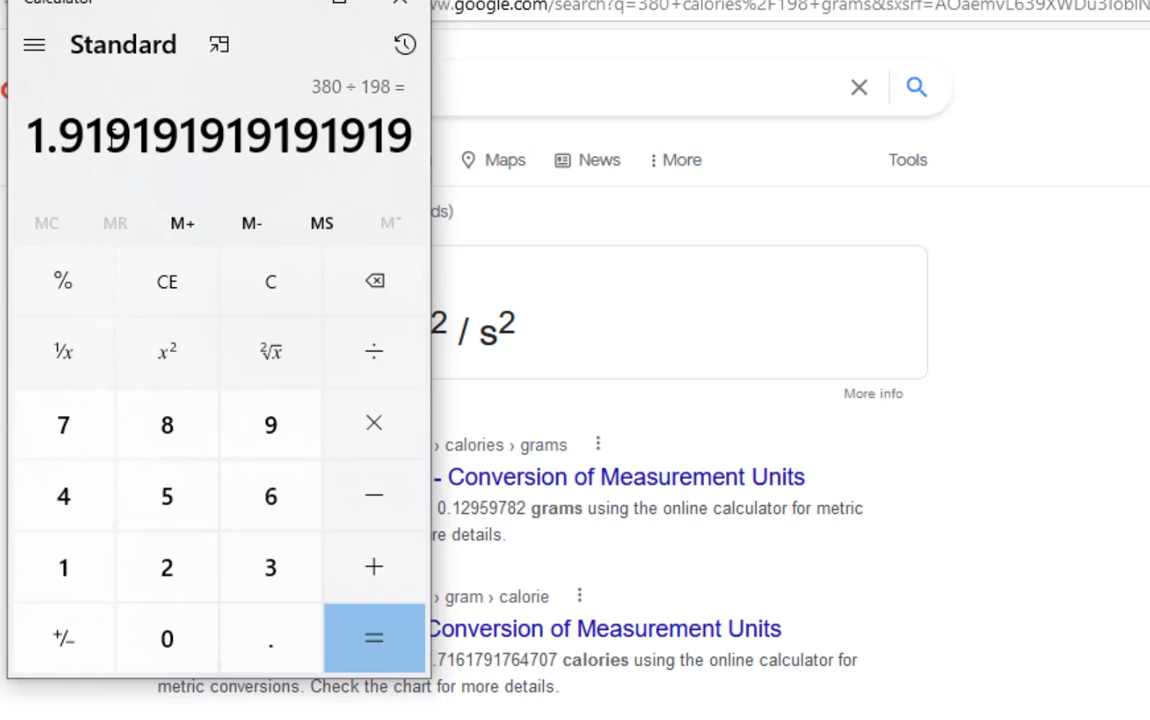 Calculator
ww.google.com/search?q=380+calories%2F198+grams&sxsrf=
Standard
380 ÷ 198 =
1.919191919191919
Maps News More Tools
MC MR M+ M- MS M˅
ds)
% CE C
2 / s2
⅟x x² ²√x ÷
More info
7 8 9 ×
› calories › grams
- Conversion of Measurement Units
4 5 6 −
0.12959782 grams using the online calculator for metric
re details.
1 2 3 +
› gram › calorie
Conversion of Measurement Units
+/− 0 . =
.7161791764707 calories using the online calculator for
metric conversions. Check the chart for more details.